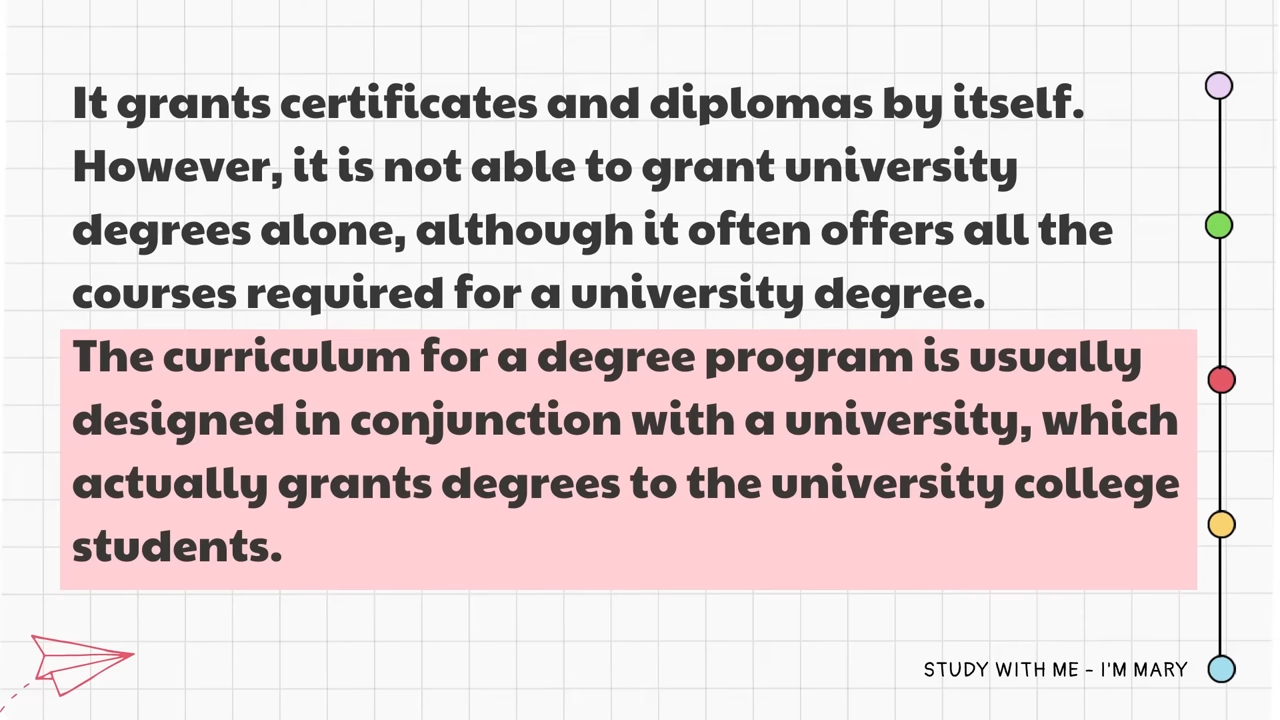 It grants certificates and diplomas by itself.
However, it is not able to grant university
degrees alone, although it often offers all the
courses required for a university degree.
The curriculum for a degree program is usually
designed in conjunction with a university, which
actually grants degrees to the university college
students.
STUDY WITH ME - I'M MARY